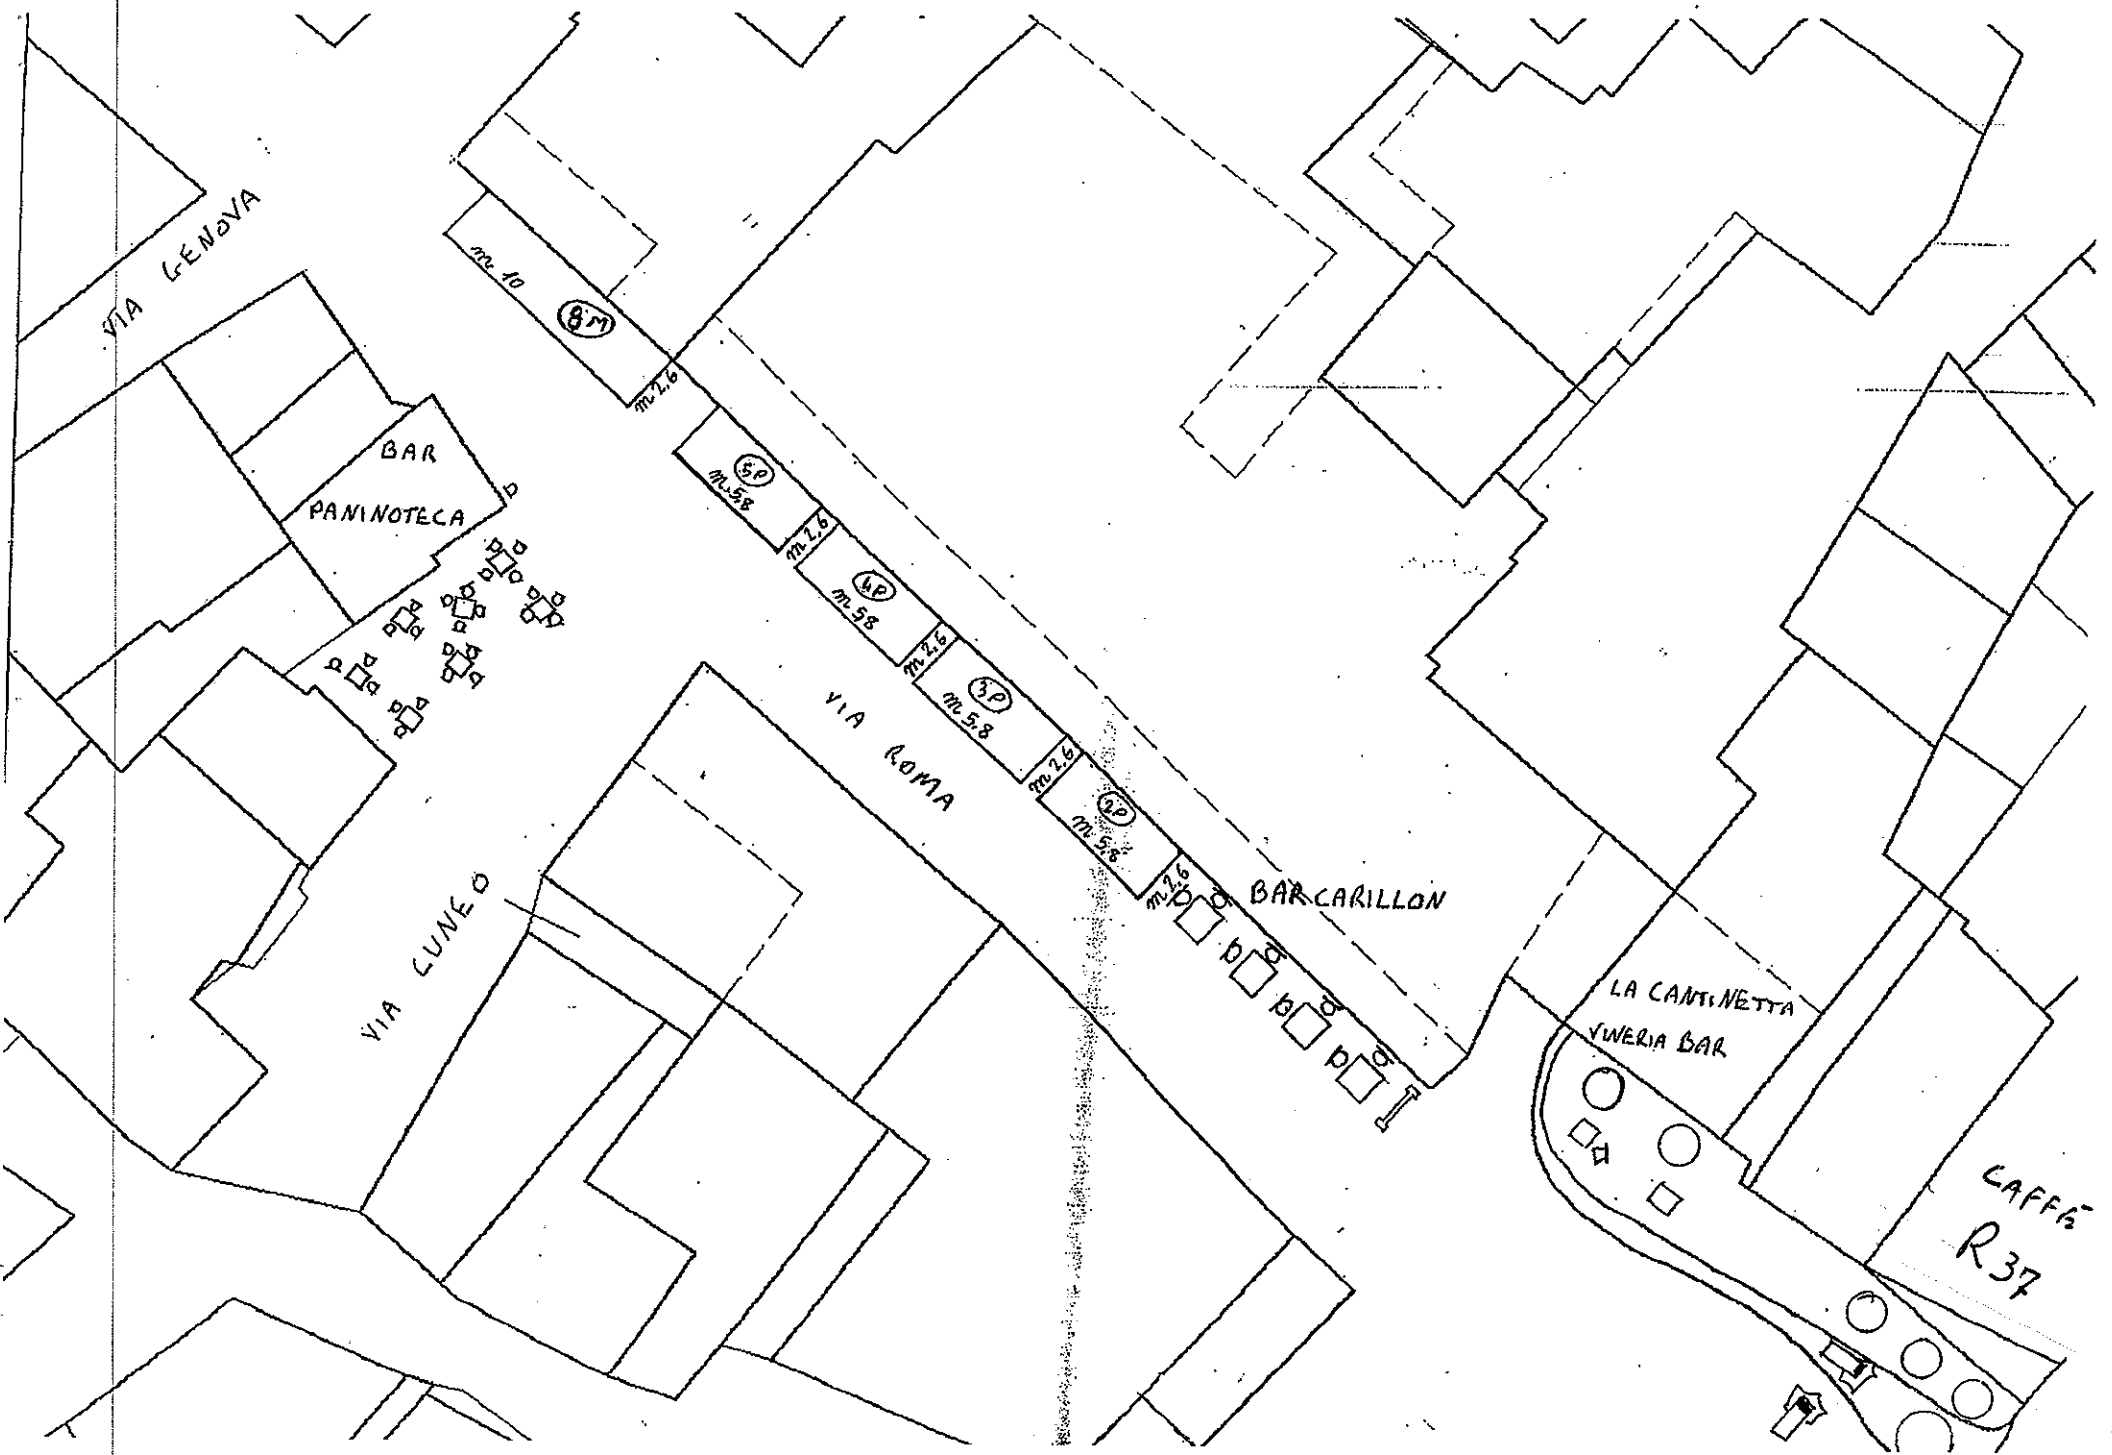 VIA GENOVA
m 10
8M
m 2,6
BAR
PANINOTECA
5P
m. 5,8
m 2,6
4P
m 5,8
m 2,6
3P
m 5,8
m 2,6
2P
m 5,8
m 2,6
VIA ROMA
BAR CARILLON
VIA CUNEO
LA CANTINETTA
VINERIA BAR
CAFFÈ
R37